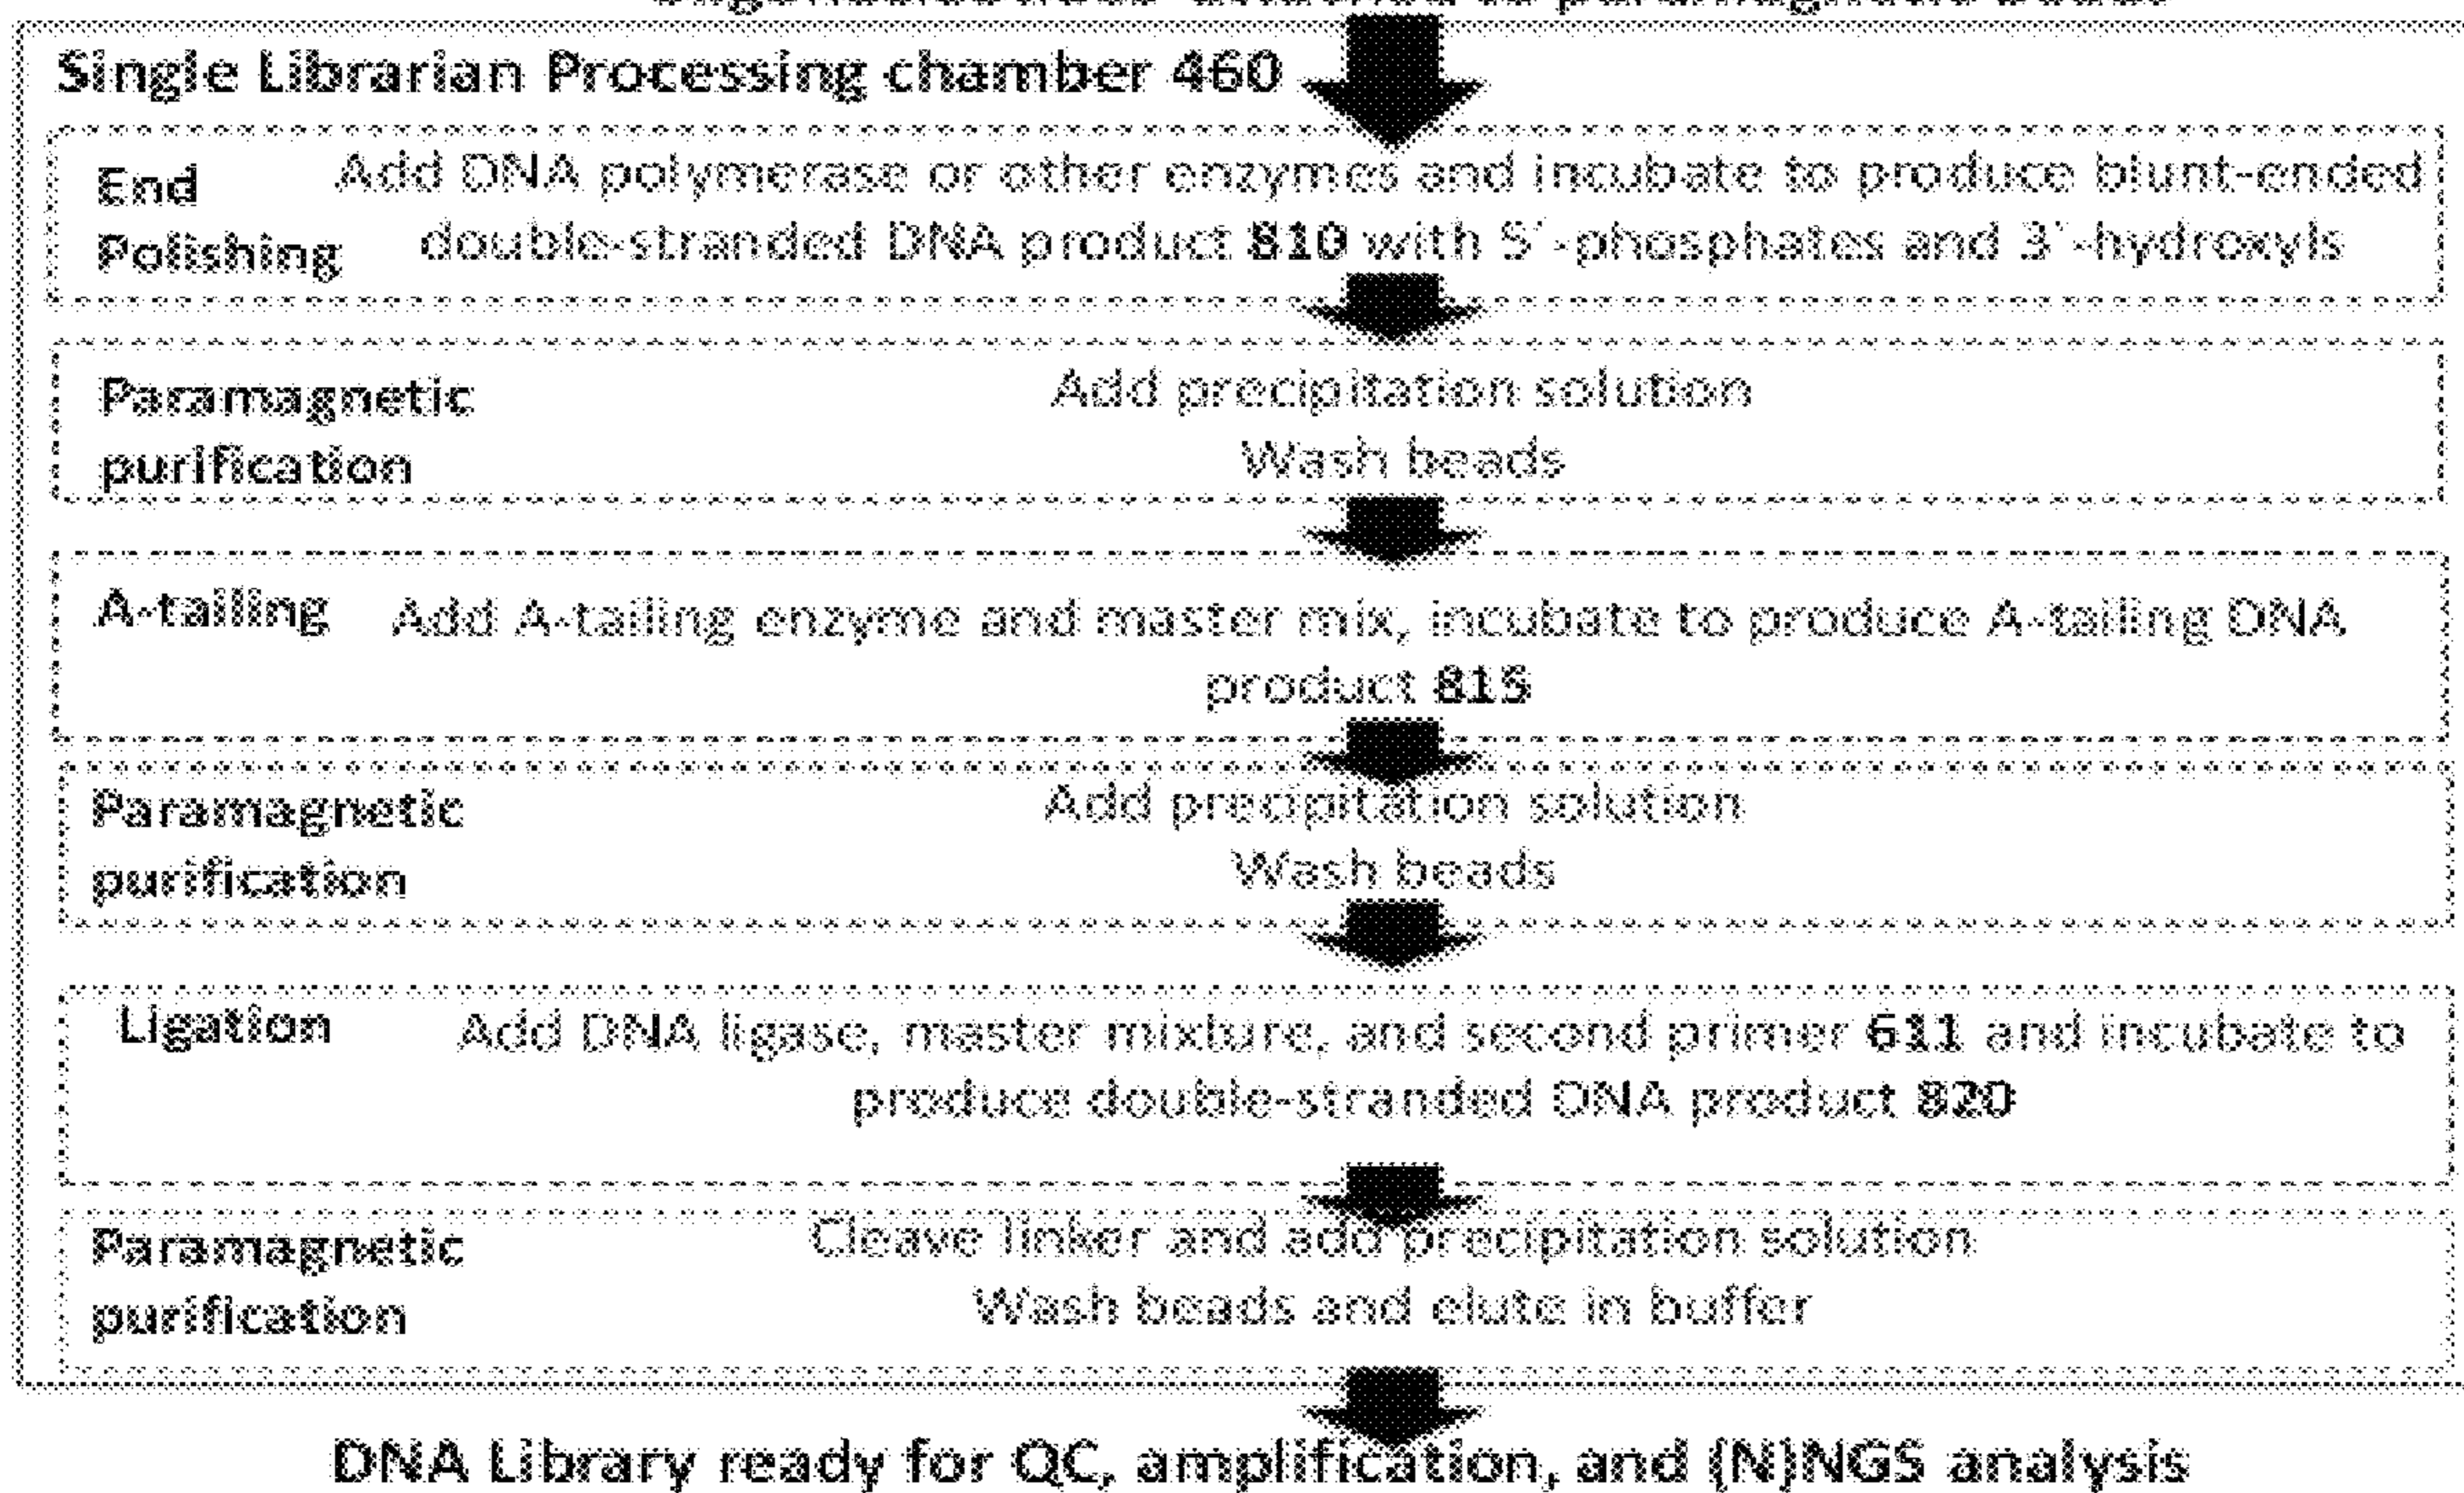 Single Librarian Processing chamber 460
End Polishing
Add DNA polymerase or other enzymes and incubate to produce blunt-ended
double-stranded DNA product 810 with 5'-phosphates and 3'-hydroxyls
Paramagnetic
purification
Add precipitation solution
Wash beads
A-tailing
Add A-tailing enzyme and master mix, incubate to produce A-tailing DNA
product 815
Paramagnetic
purification
Add precipitation solution
Wash beads
Ligation
Add DNA ligase, master mixture, and second primer 611 and incubate to
produce double-stranded DNA product 820
Paramagnetic
purification
Cleave linker and add precipitation solution
Wash beads and elute in buffer
DNA Library ready for QC, amplification, and (N)NGS analysis